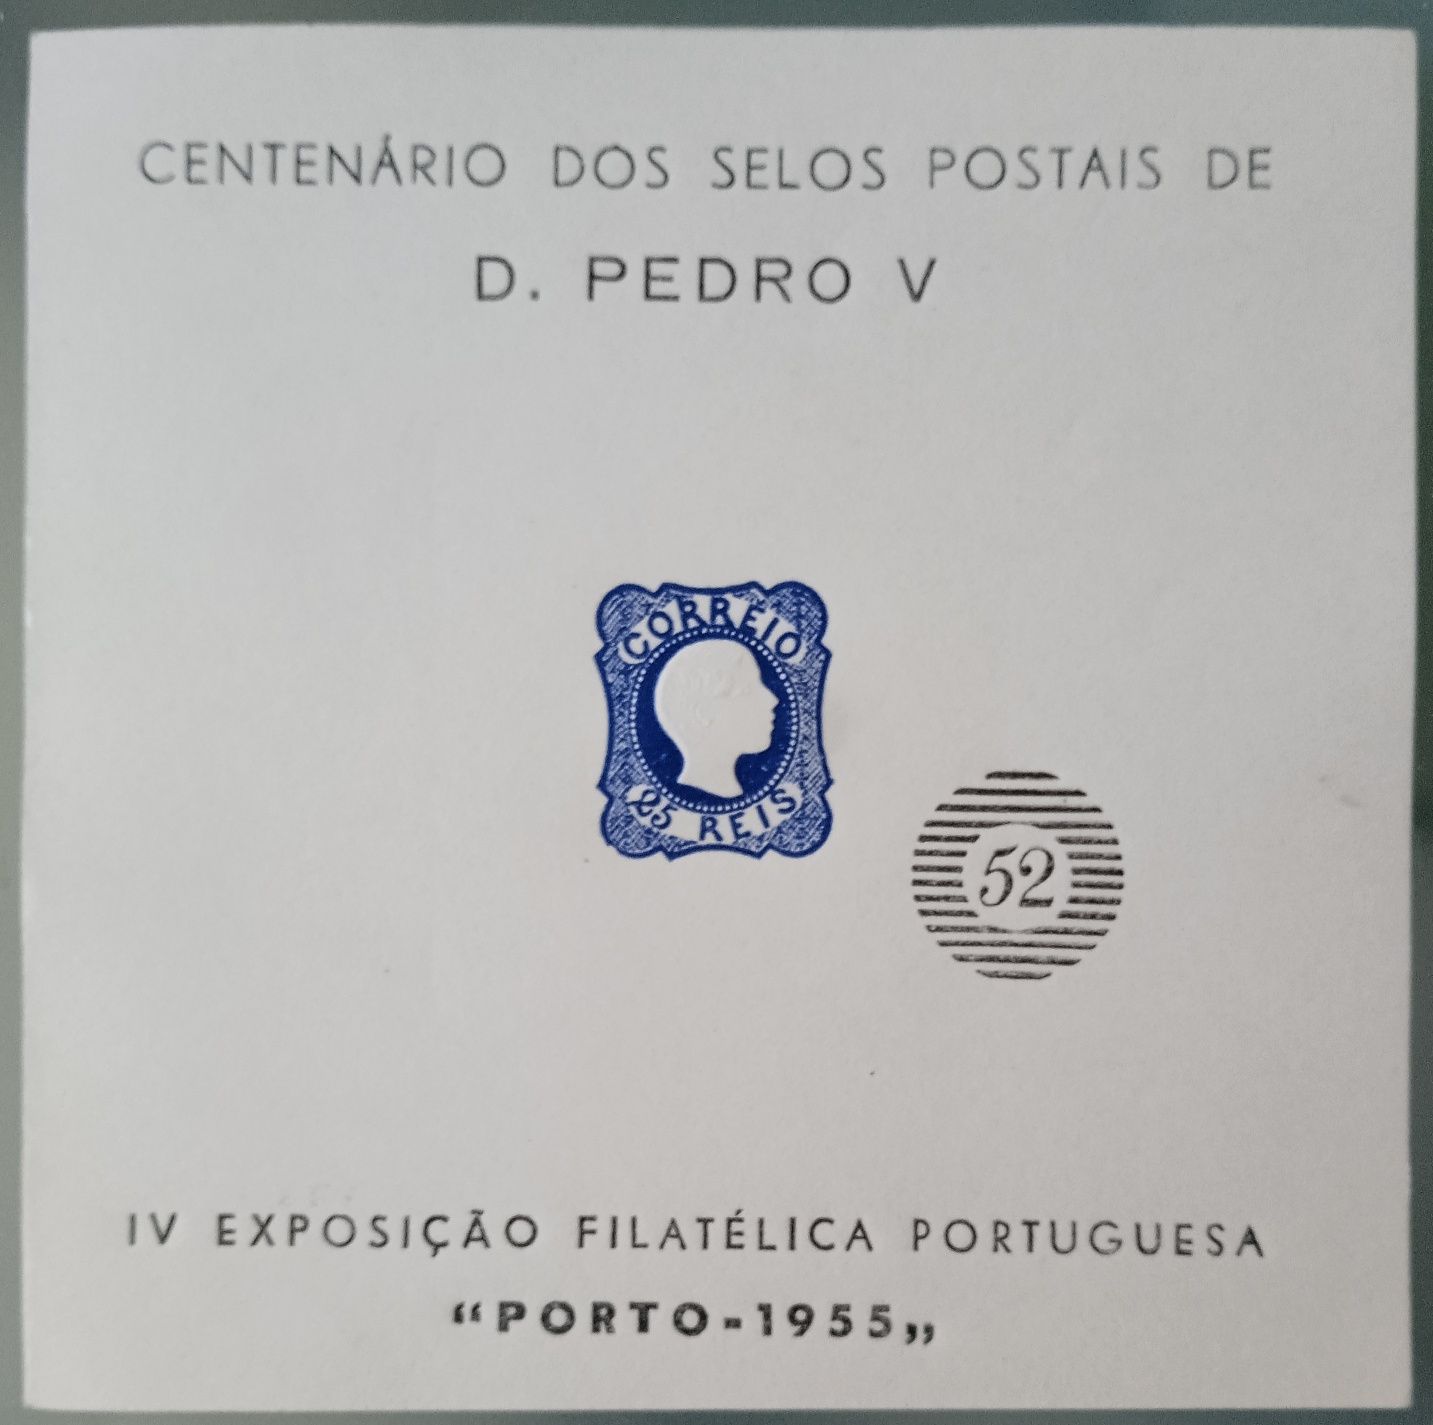 CENTENÁRIO DOS SELOS POSTAIS DE
D. PEDRO V
CORREIO
25 REIS
52
IV EXPOSIÇÃO FILATÉLICA PORTUGUESA
“PORTO-1955„